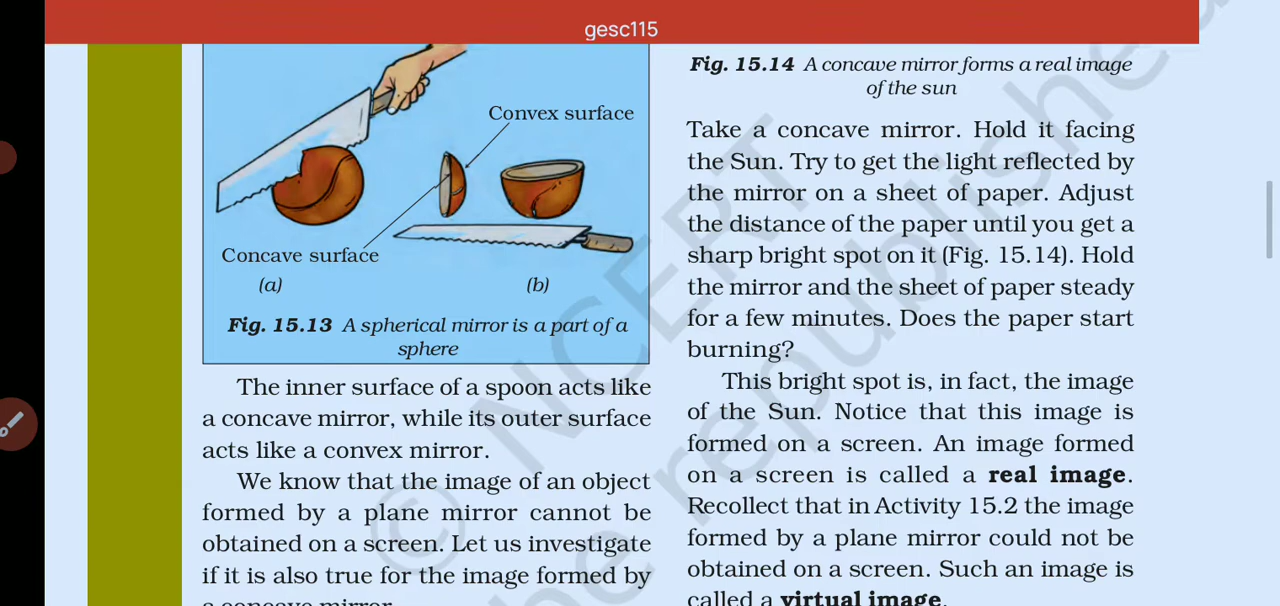 gesc115
Convex surface
Concave surface
(a)
(b)
Fig. 15.13 A spherical mirror is a part of a
sphere
The inner surface of a spoon acts like
a concave mirror, while its outer surface
acts like a convex mirror.
We know that the image of an object
formed by a plane mirror cannot be
obtained on a screen. Let us investigate
if it is also true for the image formed by
a concave mirror.
Fig. 15.14 A concave mirror forms a real image
of the sun
Take a concave mirror. Hold it facing
the Sun. Try to get the light reflected by
the mirror on a sheet of paper. Adjust
the distance of the paper until you get a
sharp bright spot on it (Fig. 15.14). Hold
the mirror and the sheet of paper steady
for a few minutes. Does the paper start
burning?
This bright spot is, in fact, the image
of the Sun. Notice that this image is
formed on a screen. An image formed
on a screen is called a real image.
Recollect that in Activity 15.2 the image
formed by a plane mirror could not be
obtained on a screen. Such an image is
called a virtual image.
© NCERT
be republished